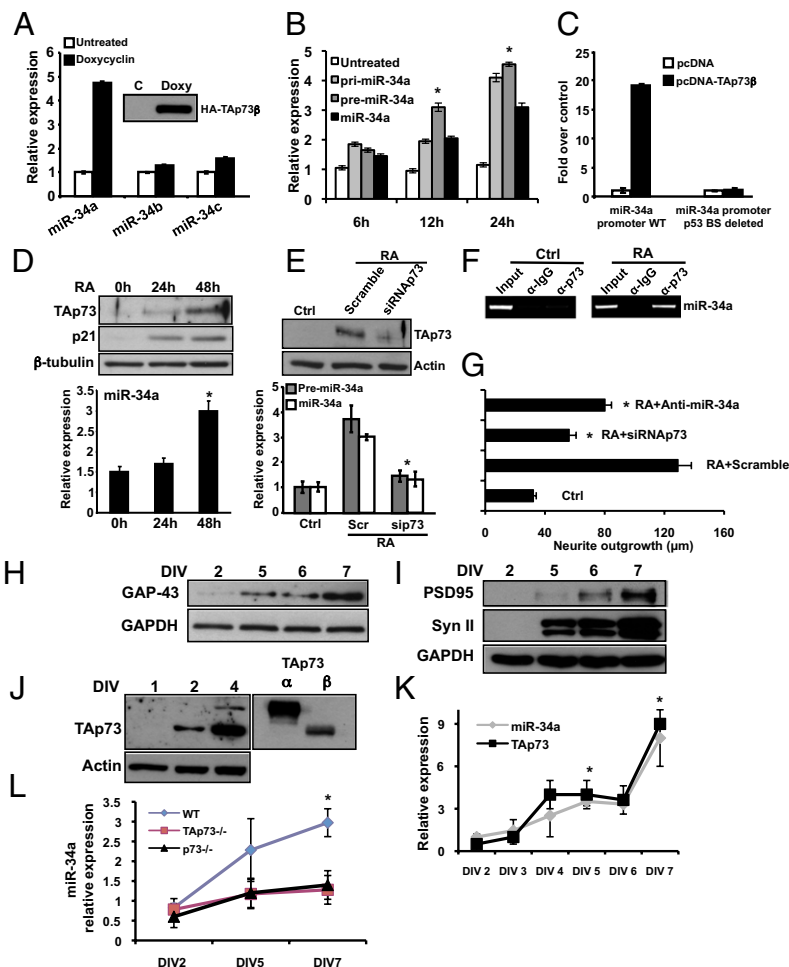 A
Untreated
Doxycyclin
Relative expression
6
5
4
3
2
1
0
C Doxy
HA-TAp73β
miR-34a miR-34b miR-34c
B
Untreated
pri-miR-34a
pre-miR-34a
miR-34a
Relative expression
5
4
3
2
1
0
* *
6h 12h 24h
C
pcDNA
pcDNA-TAp73β
Fold over control
25
20
15
10
5
0
miR-34a promoter WT
miR-34a promoter p53 BS deleted
D
RA 0h 24h 48h
TAp73
p21
β-tubulin
miR-34a
Relative expression
3.5
3
2.5
2
1.5
1
0.5
0
*
0h 24h 48h
E
RA
Ctrl Scramble siRNAp73
TAp73
Actin
Pre-miR-34a
miR-34a
Relative expression
5
4
3
2
1
0
*
Ctrl Scr sip73
RA
F
Ctrl RA
Input α-IgG α-p73 Input α-IgG α-p73
miR-34a
G
* RA+Anti-miR-34a
* RA+siRNAp73
RA+Scramble
Ctrl
0 40 80 120 160
Neurite outgrowth (µm)
H
DIV 2 5 6 7
GAP-43
GAPDH
I
DIV 2 5 6 7
PSD95
Syn II
GAPDH
J
DIV 1 2 4
TAp73
α β
TAp73
Actin
K
miR-34a
TAp73
Relative expression
9
6
3
0
* *
DIV 2 DIV 3 DIV 4 DIV 5 DIV 6 DIV 7
L
WT
TAp73-/-
p73-/-
miR-34a
relative expression
3.5
3
2.5
2
1.5
1
0.5
0
*
DIV2 DIV5 DIV7